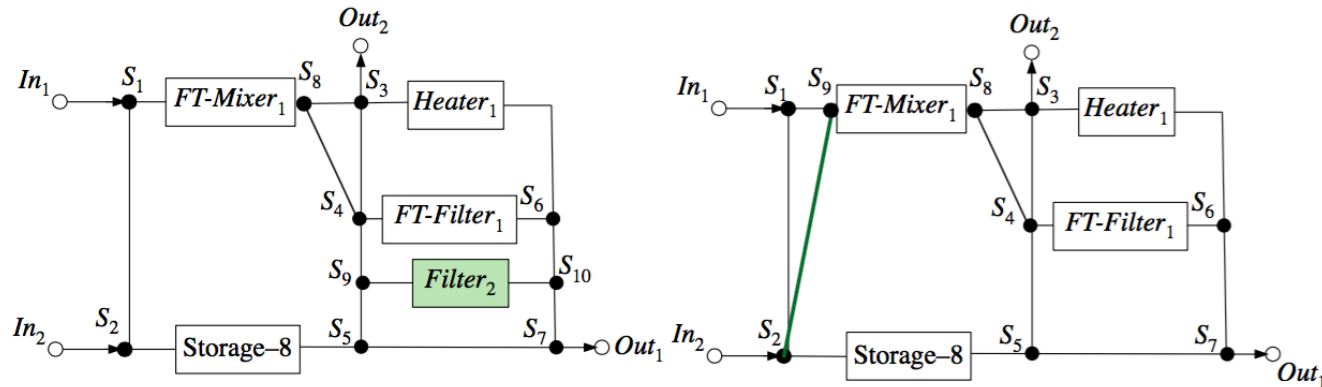 Out₂
In₁ S₁ FT-Mixer₁ S₈ S₃ Heater₁
S₄ FT-Filter₁ S₆
S₉ Filter₂ S₁₀
In₂ S₂ Storage–8 S₅ S₇ Out₁
Out₂
In₁ S₁ S₉ FT-Mixer₁ S₈ S₃ Heater₁
S₄ FT-Filter₁ S₆
In₂ S₂ Storage–8 S₅ S₇
Out₁